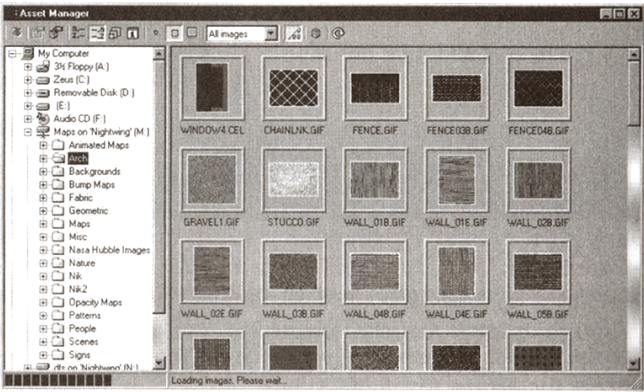 Asset Manager
All images
My Computer
3½ Floppy (A:)
Zeus (C:)
Removable Disk (D:)
(E:)
Audio CD (F:)
Maps on 'Nightwing' (M:)
Animated Maps
Arch
Backgrounds
Bump Maps
Fabric
Geometric
Maps
Misc
Nasa Hubble Images
Nature
Nik
Nik2
Opacity Maps
Patterns
People
Scenes
Signs
dfs on 'Nightwing' (N:)
WINDOW4.CEL CHAINLNK.GIF FENCE.GIF FENCE03B.GIF FENCE04B.GIF
GRAVEL1.GIF STUCCO.GIF WALL_01B.GIF WALL_01E.GIF WALL_02B.GIF
WALL_02E.GIF WALL_03B.GIF WALL_04B.GIF WALL_04E.GIF WALL_05B.GIF
Loading images. Please wait...